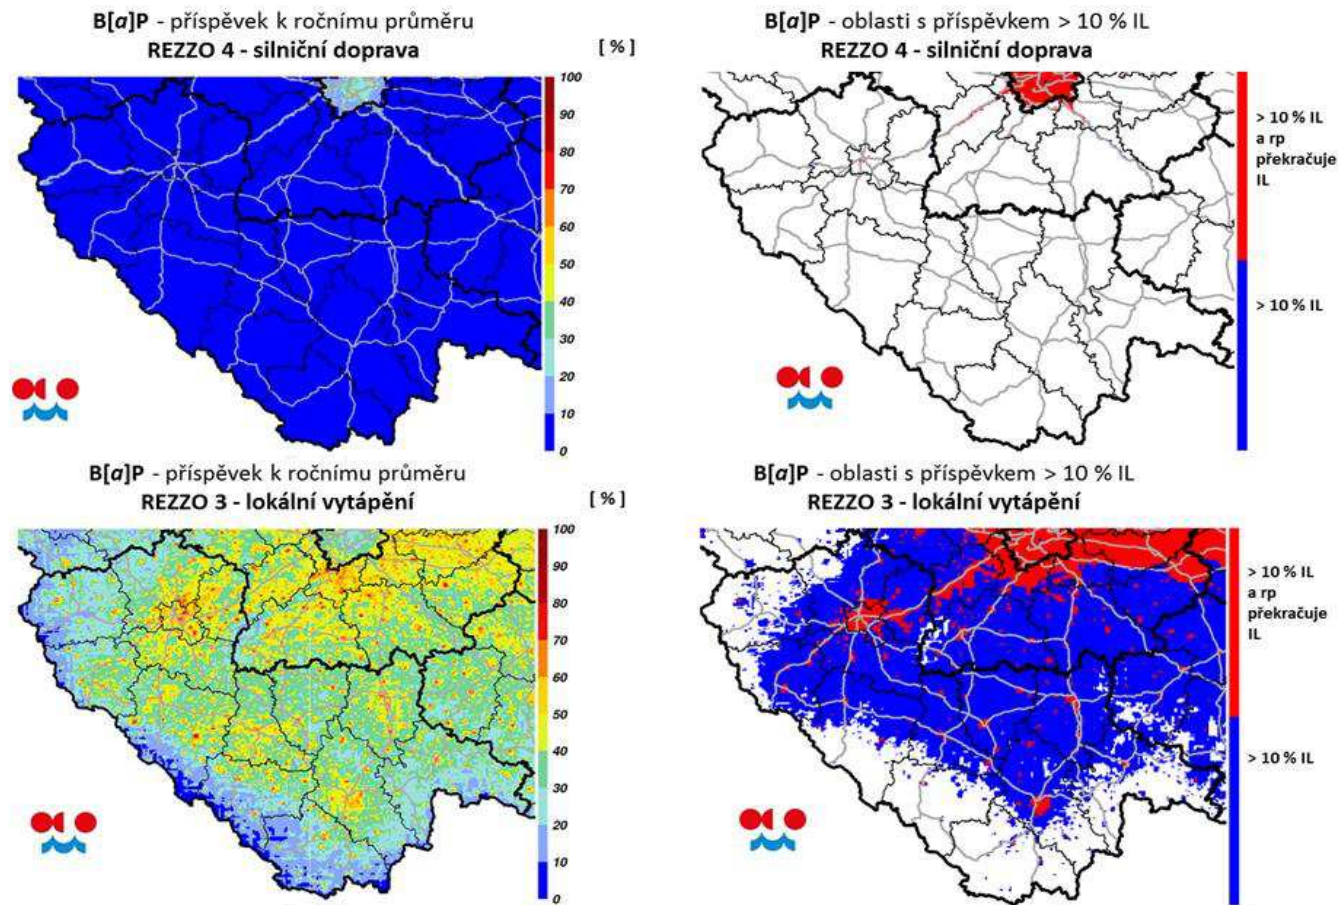 B[a]P - příspěvek k ročnímu průměru
REZZO 4 - silniční doprava
[ % ]
100
90
80
70
60
50
40
30
20
10
0
B[a]P - oblasti s příspěvkem > 10 % IL
REZZO 4 - silniční doprava
> 10 % IL
a rp
překračuje
IL
> 10 % IL
B[a]P - příspěvek k ročnímu průměru
REZZO 3 - lokální vytápění
[ % ]
100
90
80
70
60
50
40
30
20
10
0
B[a]P - oblasti s příspěvkem > 10 % IL
REZZO 3 - lokální vytápění
> 10 % IL
a rp
překračuje
IL
> 10 % IL